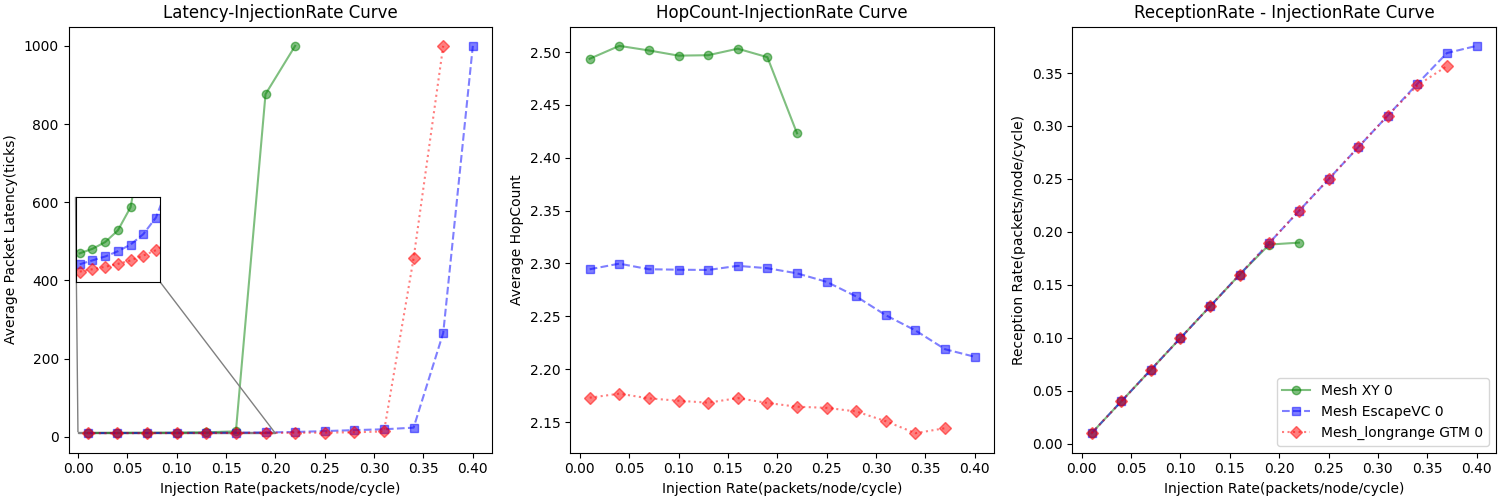 Latency-InjectionRate Curve
1000
800
600
400
200
0
0.00 0.05 0.10 0.15 0.20 0.25 0.30 0.35 0.40
Average Packet Latency(ticks)
Injection Rate(packets/node/cycle)
HopCount-InjectionRate Curve
2.50
2.45
2.40
2.35
2.30
2.25
2.20
2.15
0.00 0.05 0.10 0.15 0.20 0.25 0.30 0.35 0.40
Average HopCount
Injection Rate(packets/node/cycle)
ReceptionRate - InjectionRate Curve
0.35
0.30
0.25
0.20
0.15
0.10
0.05
0.00
0.00 0.05 0.10 0.15 0.20 0.25 0.30 0.35 0.40
Reception Rate(packets/node/cycle)
Injection Rate(packets/node/cycle)
Mesh XY 0
Mesh EscapeVC 0
Mesh_longrange GTM 0